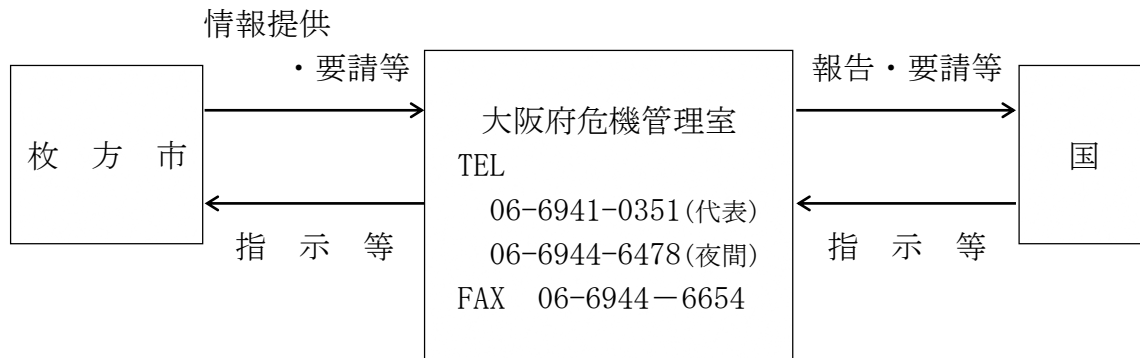 情報提供
・要請等
報告・要請等
枚　方　市
大阪府危機管理室
TEL
06-6941-0351(代表)
06-6944-6478(夜間)
FAX　06-6944－6654
国
指　示　等
指　示　等